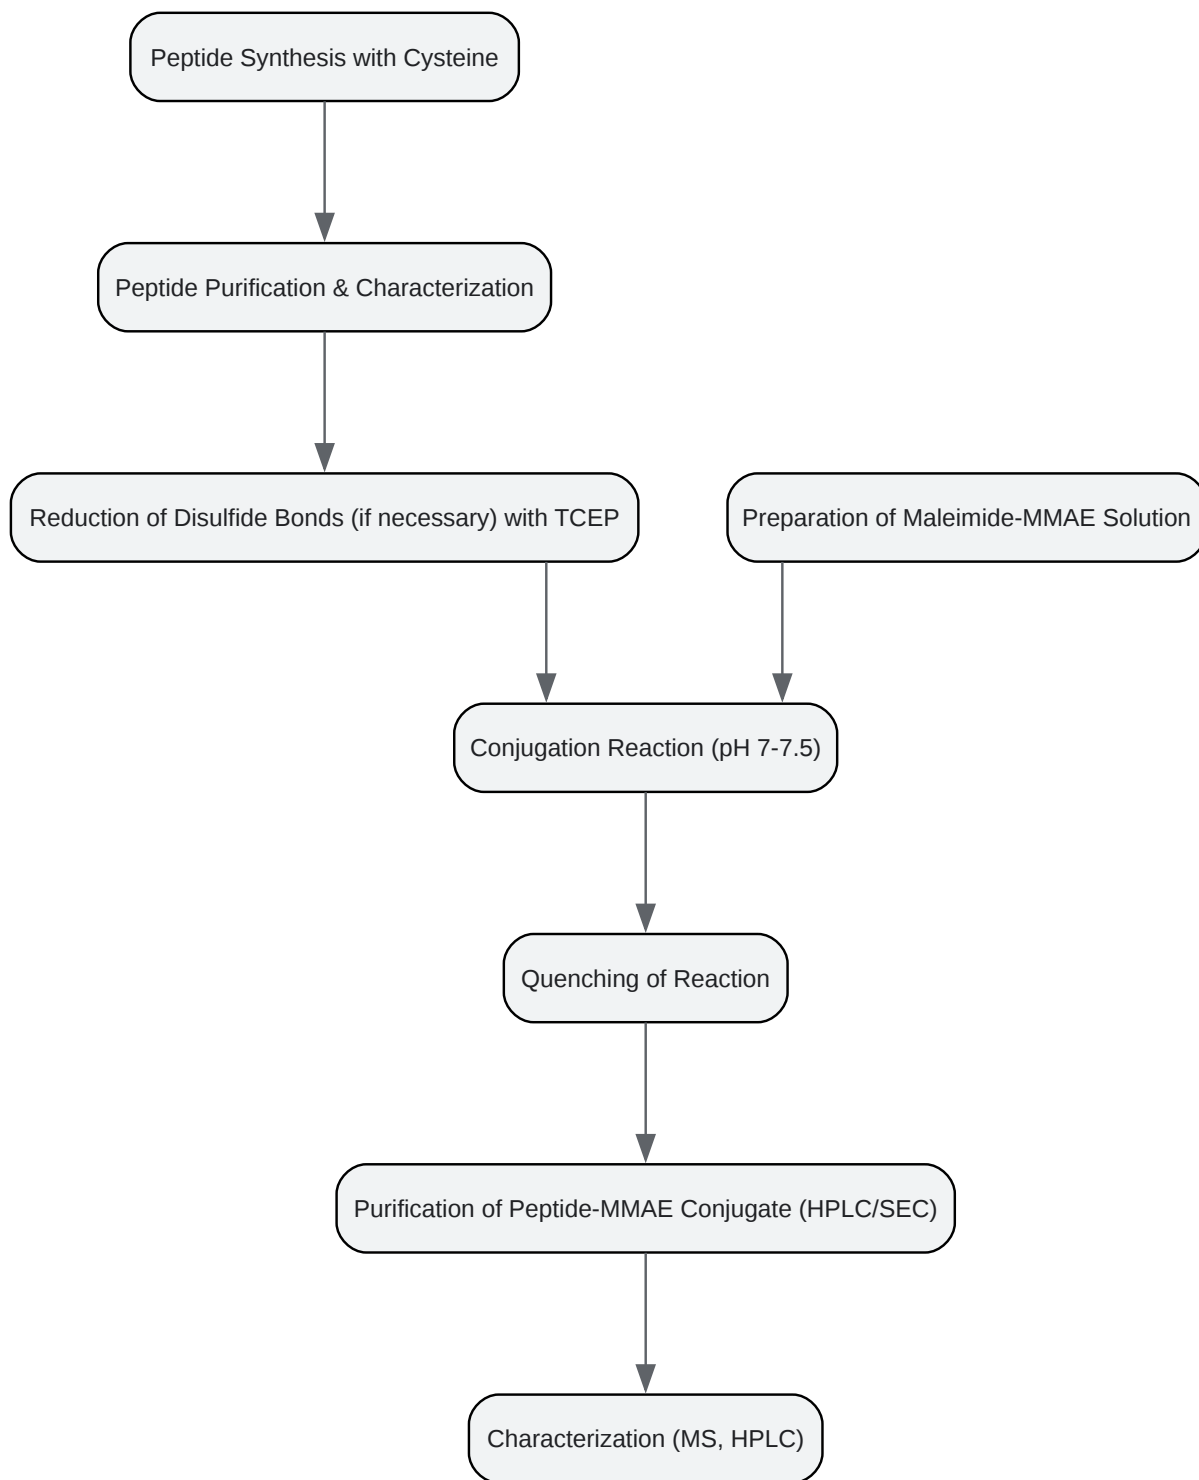 Peptide Synthesis with Cysteine
Peptide Purification & Characterization
Reduction of Disulfide Bonds (if necessary) with TCEP
Preparation of Maleimide-MMAE Solution
Conjugation Reaction (pH 7-7.5)
Quenching of Reaction
Purification of Peptide-MMAE Conjugate (HPLC/SEC)
Characterization (MS, HPLC)